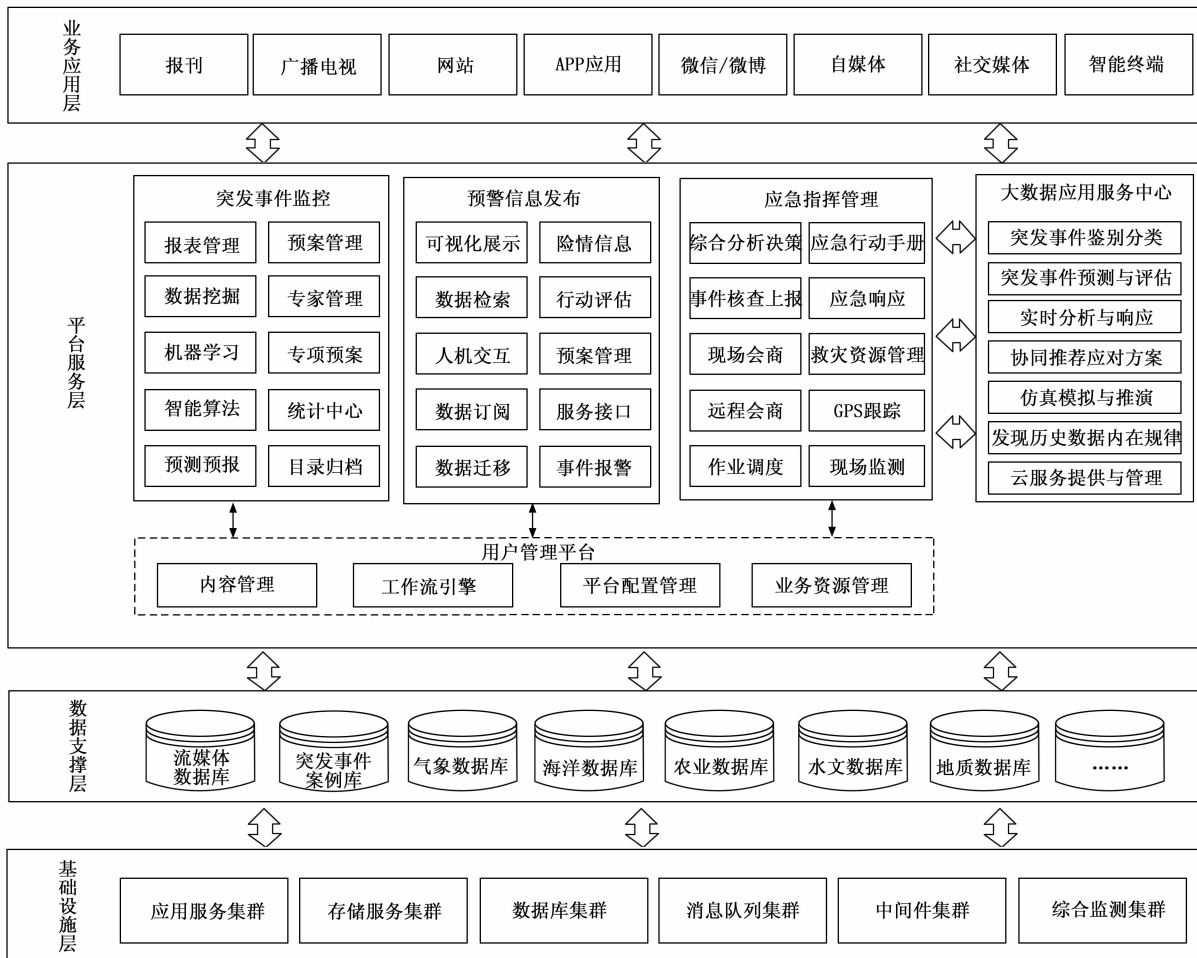 业务应用层
报刊
广播电视
网站
APP应用
微信/微博
自媒体
社交媒体
智能终端
平台服务层
突发事件监控
报表管理
预案管理
数据挖掘
专家管理
机器学习
专项预案
智能算法
统计中心
预测预报
目录归档
预警信息发布
可视化展示
险情信息
数据检索
行动评估
人机交互
预案管理
数据订阅
服务接口
数据迁移
事件报警
应急指挥管理
综合分析决策
应急行动手册
事件核查上报
应急响应
现场会商
救灾资源管理
远程会商
GPS跟踪
作业调度
现场监测
大数据应用服务中心
突发事件鉴别分类
突发事件预测与评估
实时分析与响应
协同推荐应对方案
仿真模拟与推演
发现历史数据内在规律
云服务提供与管理
用户管理平台
内容管理
工作流引擎
平台配置管理
业务资源管理
数据支撑层
流媒体
数据库
突发事件
案例库
气象数据库
海洋数据库
农业数据库
水文数据库
地质数据库
……
基础设施层
应用服务集群
存储服务集群
数据库集群
消息队列集群
中间件集群
综合监测集群